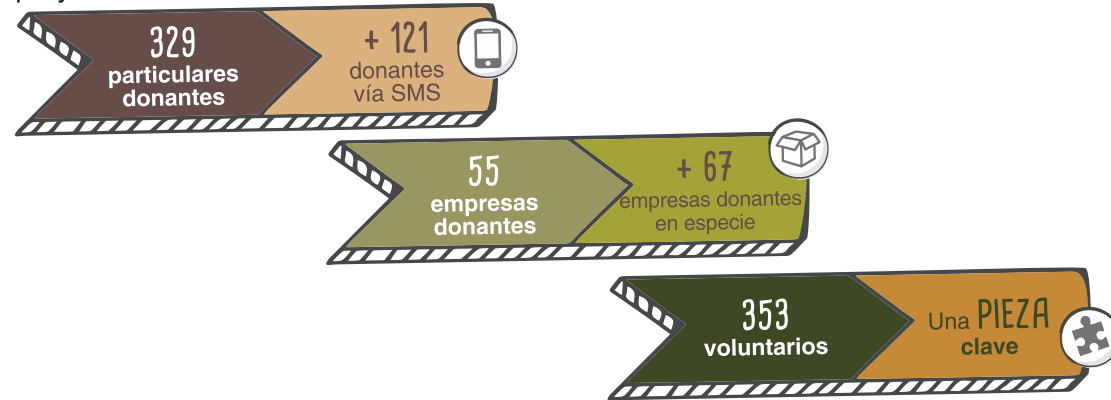 329
particulares
donantes
+ 121
donantes
vía SMS
55
empresas
donantes
+ 67
empresas donantes
en especie
353
voluntarios
Una PIEZA
clave